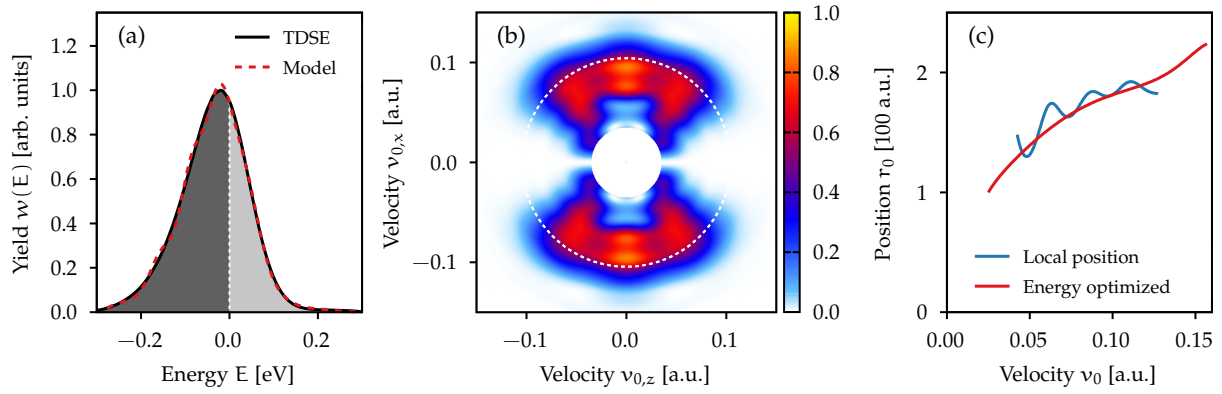 (a)
TDSE
Model
Yield w(E) [arb. units]
1.2
1.0
0.8
0.6
0.4
0.2
0.0
−0.2
0.0
0.2
Energy E [eV]
(b)
Velocity v₀,ₓ [a.u.]
0.1
0.0
−0.1
−0.1
0.0
0.1
Velocity v₀,z [a.u.]
1.0
0.8
0.6
0.4
0.2
0.0
(c)
Position r₀ [100 a.u.]
2
1
0
Local position
Energy optimized
0.00
0.05
0.10
0.15
Velocity v₀ [a.u.]